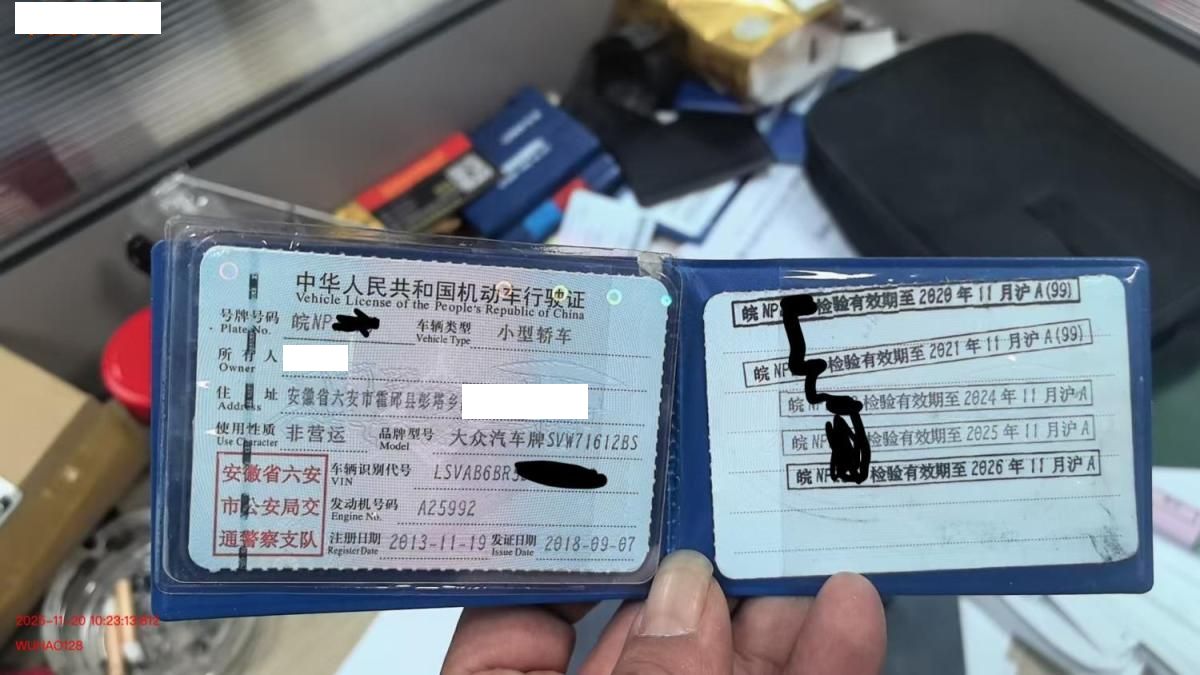 中华人民共和国机动车行驶证
Vehicle License of the People's Republic of China
号牌号码 皖NP 车辆类型 小型轿车
Plate No. Vehicle Type
所有人
Owner
住址 安徽省六安市霍邱县彭塔乡
Address
使用性质 非营运 品牌型号 大众汽车牌SVW71612BS
Use Character Model
安徽省六安
市公安局交
通警察支队
车辆识别代号 LSVAB6BR
VIN
发动机号码 A25992
Engine No.
注册日期 2013-11-19 发证日期 2018-09-07
Register Date Issue Date
皖NP 检验有效期至2020年11月沪A(99)
皖NP 检验有效期至2021年11月沪A(99)
皖NP 检验有效期至2024年11月沪A
皖NP 检验有效期至2025年11月沪A
皖NP 检验有效期至2026年11月沪A
2025-11-20 10:23:13:812
WUHAO128